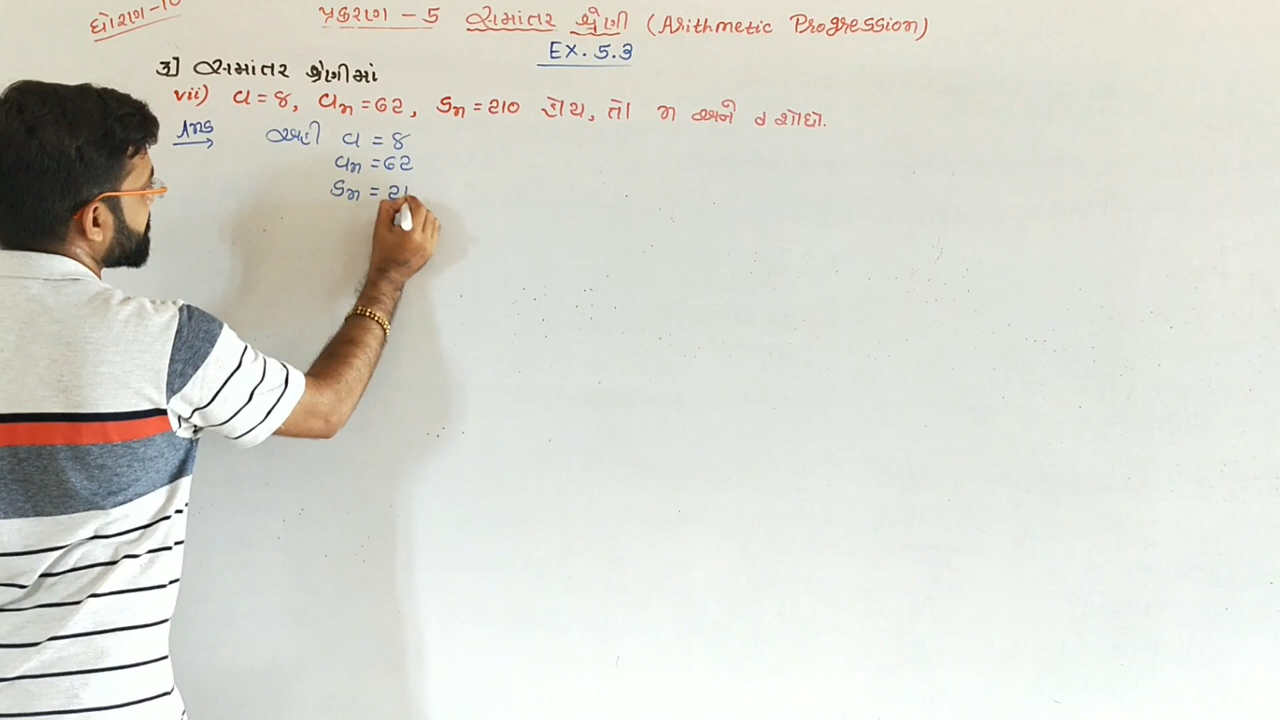 ધોરણ-10
પ્રકરણ - 5 સમાંતર શ્રેણી (Arithmetic Progression)
EX. 5.3
3] સમાંતર શ્રેણીમાં
vii) a = 8, an = 62, Sn = 210 હોય, તો n અને d શોધો.
Ans અહીં a = 8
an = 62
Sn = 21